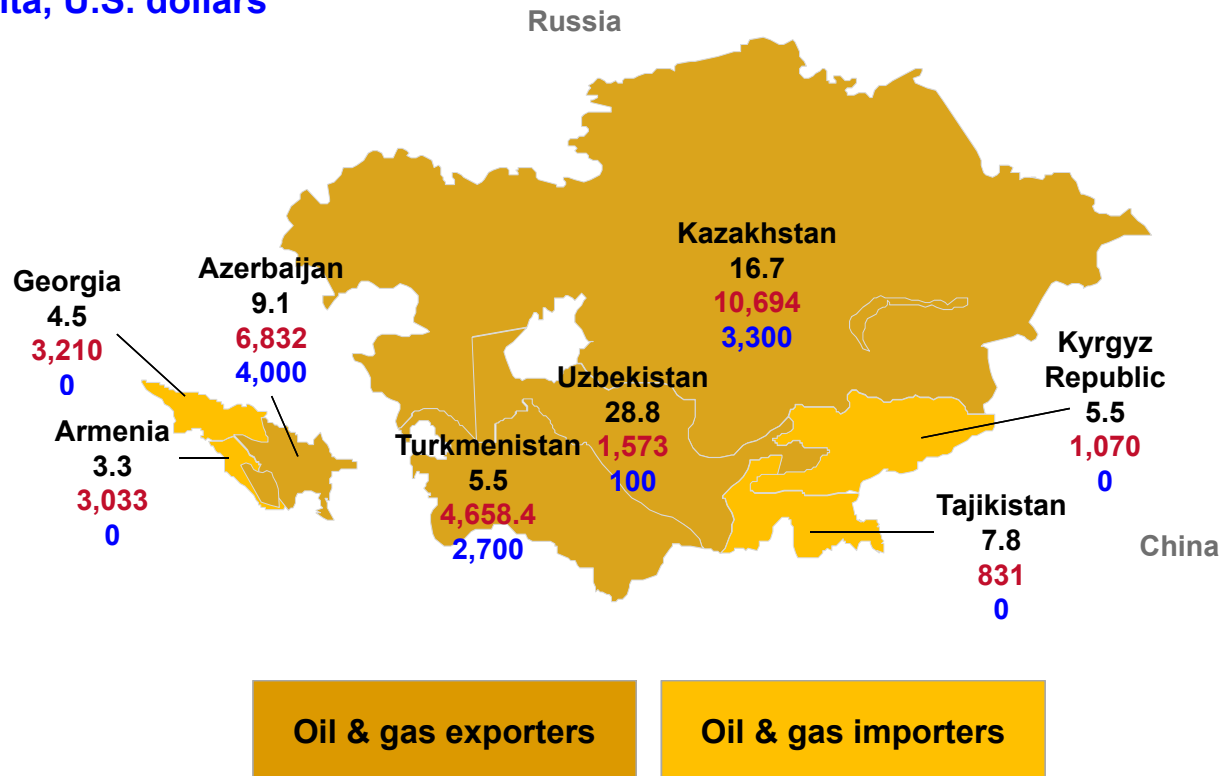 U.S. dollars
Russia
Kazakhstan
16.7
10,694
3,300
Georgia
4.5
3,210
0
Azerbaijan
9.1
6,832
4,000
Armenia
3.3
3,033
0
Turkmenistan
5.5
4,658.4
2,700
Uzbekistan
28.8
1,573
100
Kyrgyz
Republic
5.5
1,070
0
Tajikistan
7.8
831
0
China
Oil & gas exporters
Oil & gas importers